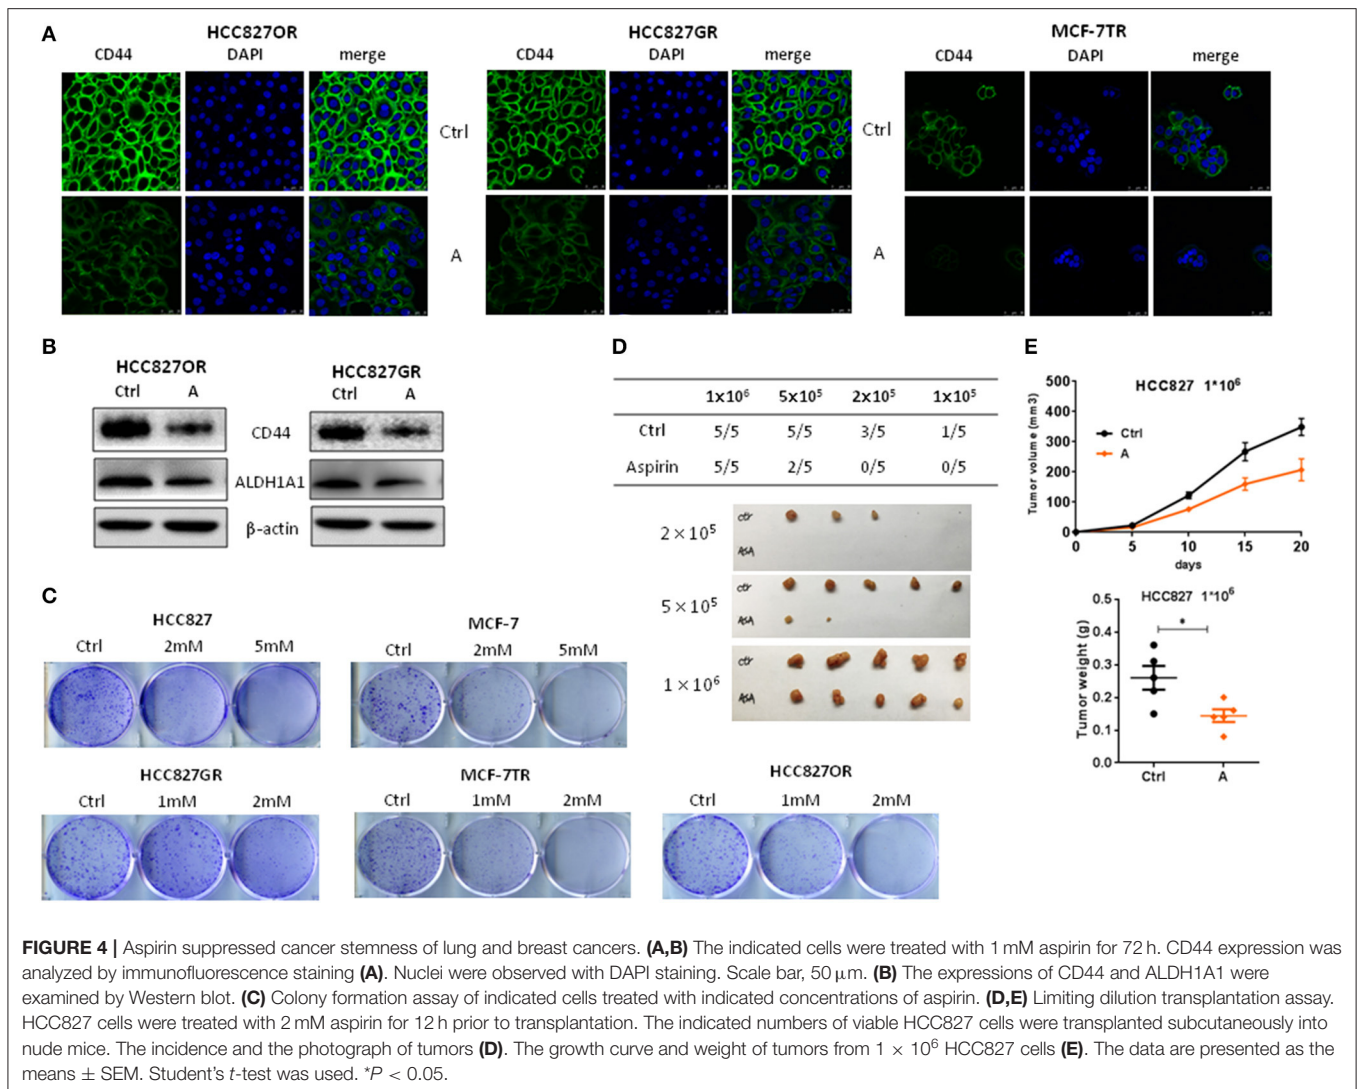 A
HCC827OR
HCC827GR
MCF-7TR
CD44 DAPI merge
CD44 DAPI merge
CD44 DAPI merge
Ctrl
Ctrl
A
A
B
HCC827OR
Ctrl A
HCC827GR
Ctrl A
CD44
ALDH1A1
β-actin
C
HCC827
Ctrl 2mM 5mM
MCF-7
Ctrl 2mM 5mM
HCC827GR
Ctrl 1mM 2mM
MCF-7TR
Ctrl 1mM 2mM
HCC827OR
Ctrl 1mM 2mM
D
1x10⁶ 5x10⁵ 2x10⁵ 1x10⁵
Ctrl 5/5 5/5 3/5 1/5
Aspirin 5/5 2/5 0/5 0/5
2×10⁵
ctr
ASA
5×10⁵
ctr
ASA
1×10⁶
ctr
ASA
E
HCC827 1*10⁶
Tumor volume (mm3)
500
400
300
200
100
0
Ctrl
A
0 5 10 15 20
days
HCC827 1*10⁶
Tumor weight (g)
0.5
0.4
0.3
0.2
0.1
0.0
*
Ctrl A
FIGURE 4 | Aspirin suppressed cancer stemness of lung and breast cancers. (A,B) The indicated cells were treated with 1 mM aspirin for 72 h. CD44 expression was
analyzed by immunofluorescence staining (A). Nuclei were observed with DAPI staining. Scale bar, 50 μm. (B) The expressions of CD44 and ALDH1A1 were
examined by Western blot. (C) Colony formation assay of indicated cells treated with indicated concentrations of aspirin. (D,E) Limiting dilution transplantation assay.
HCC827 cells were treated with 2 mM aspirin for 12 h prior to transplantation. The indicated numbers of viable HCC827 cells were transplanted subcutaneously into
nude mice. The incidence and the photograph of tumors (D). The growth curve and weight of tumors from 1 × 10⁶ HCC827 cells (E). The data are presented as the
means ± SEM. Student's t-test was used. *P < 0.05.